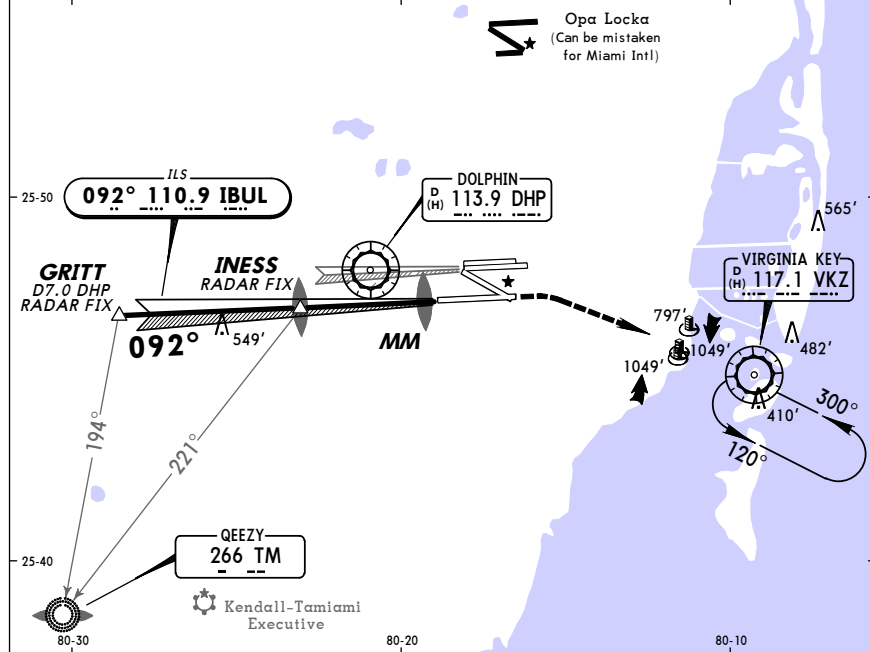 Opa Locka
(Can be mistaken
for Miami Intl)
ILS
092° 110.9 IBUL
DOLPHIN
D
(H) 113.9 DHP
25-50
565'
GRITT
D7.0 DHP
RADAR FIX
INESS
RADAR FIX
VIRGINIA KEY
D
(H) 117.1 VKZ
092°
549'
MM
797'
1049'
1049'
482'
410'
300°
120°
194°
221°
QEEZY
266 TM
25-40
Kendall-Tamiami
Executive
80-30
80-20
80-10